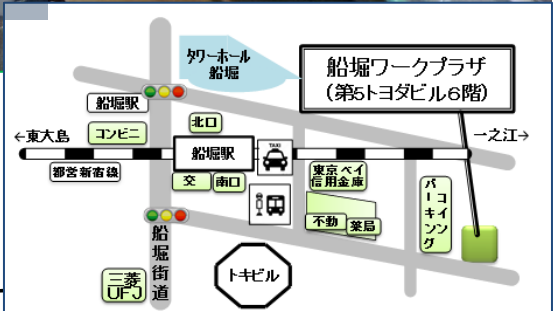 タワーホール
船堀
船堀ワークプラザ
(第5トヨダビル6階)
船堀駅
北口
←東大島
コンビニ
船堀駅
TAXI
一之江→
都営新宿線
交
南口
東京ベイ
信用金庫
コイン
パーキング
不動
薬局
船堀街道
三菱
UFJ
トキビル